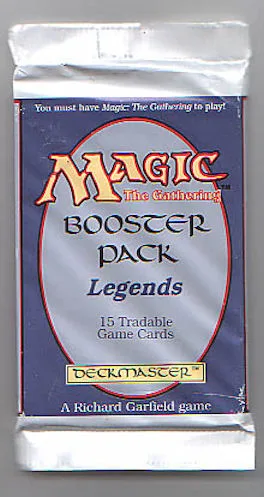 You must have Magic: The Gathering to play!
MAGIC™
The Gathering
BOOSTER
PACK
Legends
15 Tradable
Game Cards
DECKMASTER™
A Richard Garfield game